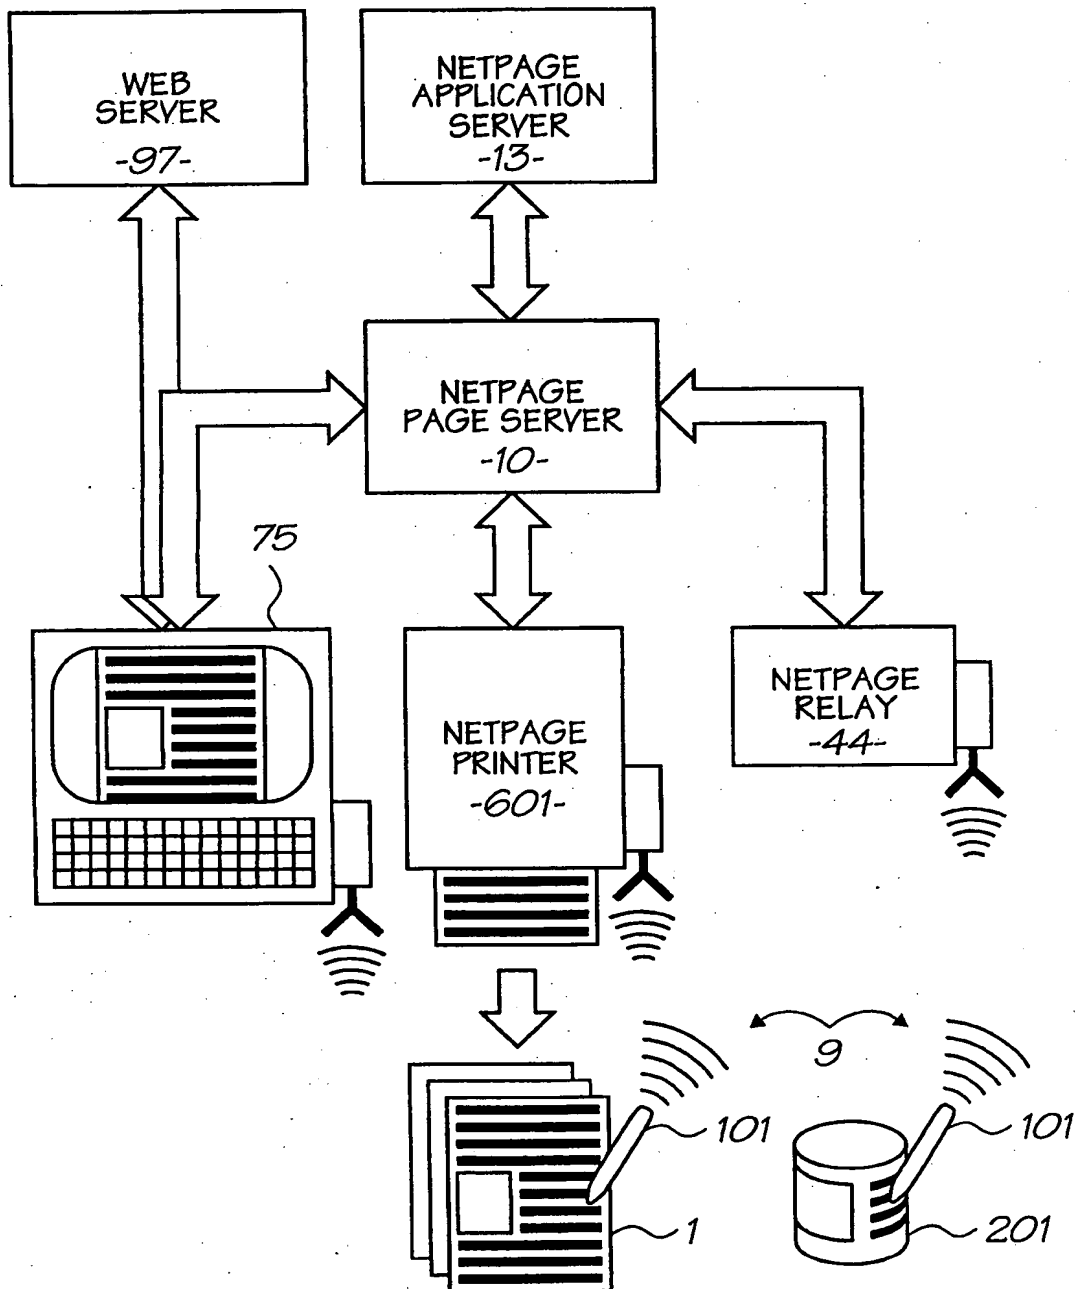 WEB
SERVER
-97-
NETPAGE
APPLICATION
SERVER
-13-
NETPAGE
PAGE SERVER
-10-
75
NETPAGE
PRINTER
-601-
NETPAGE
RELAY
-44-
9
101
101
1
201